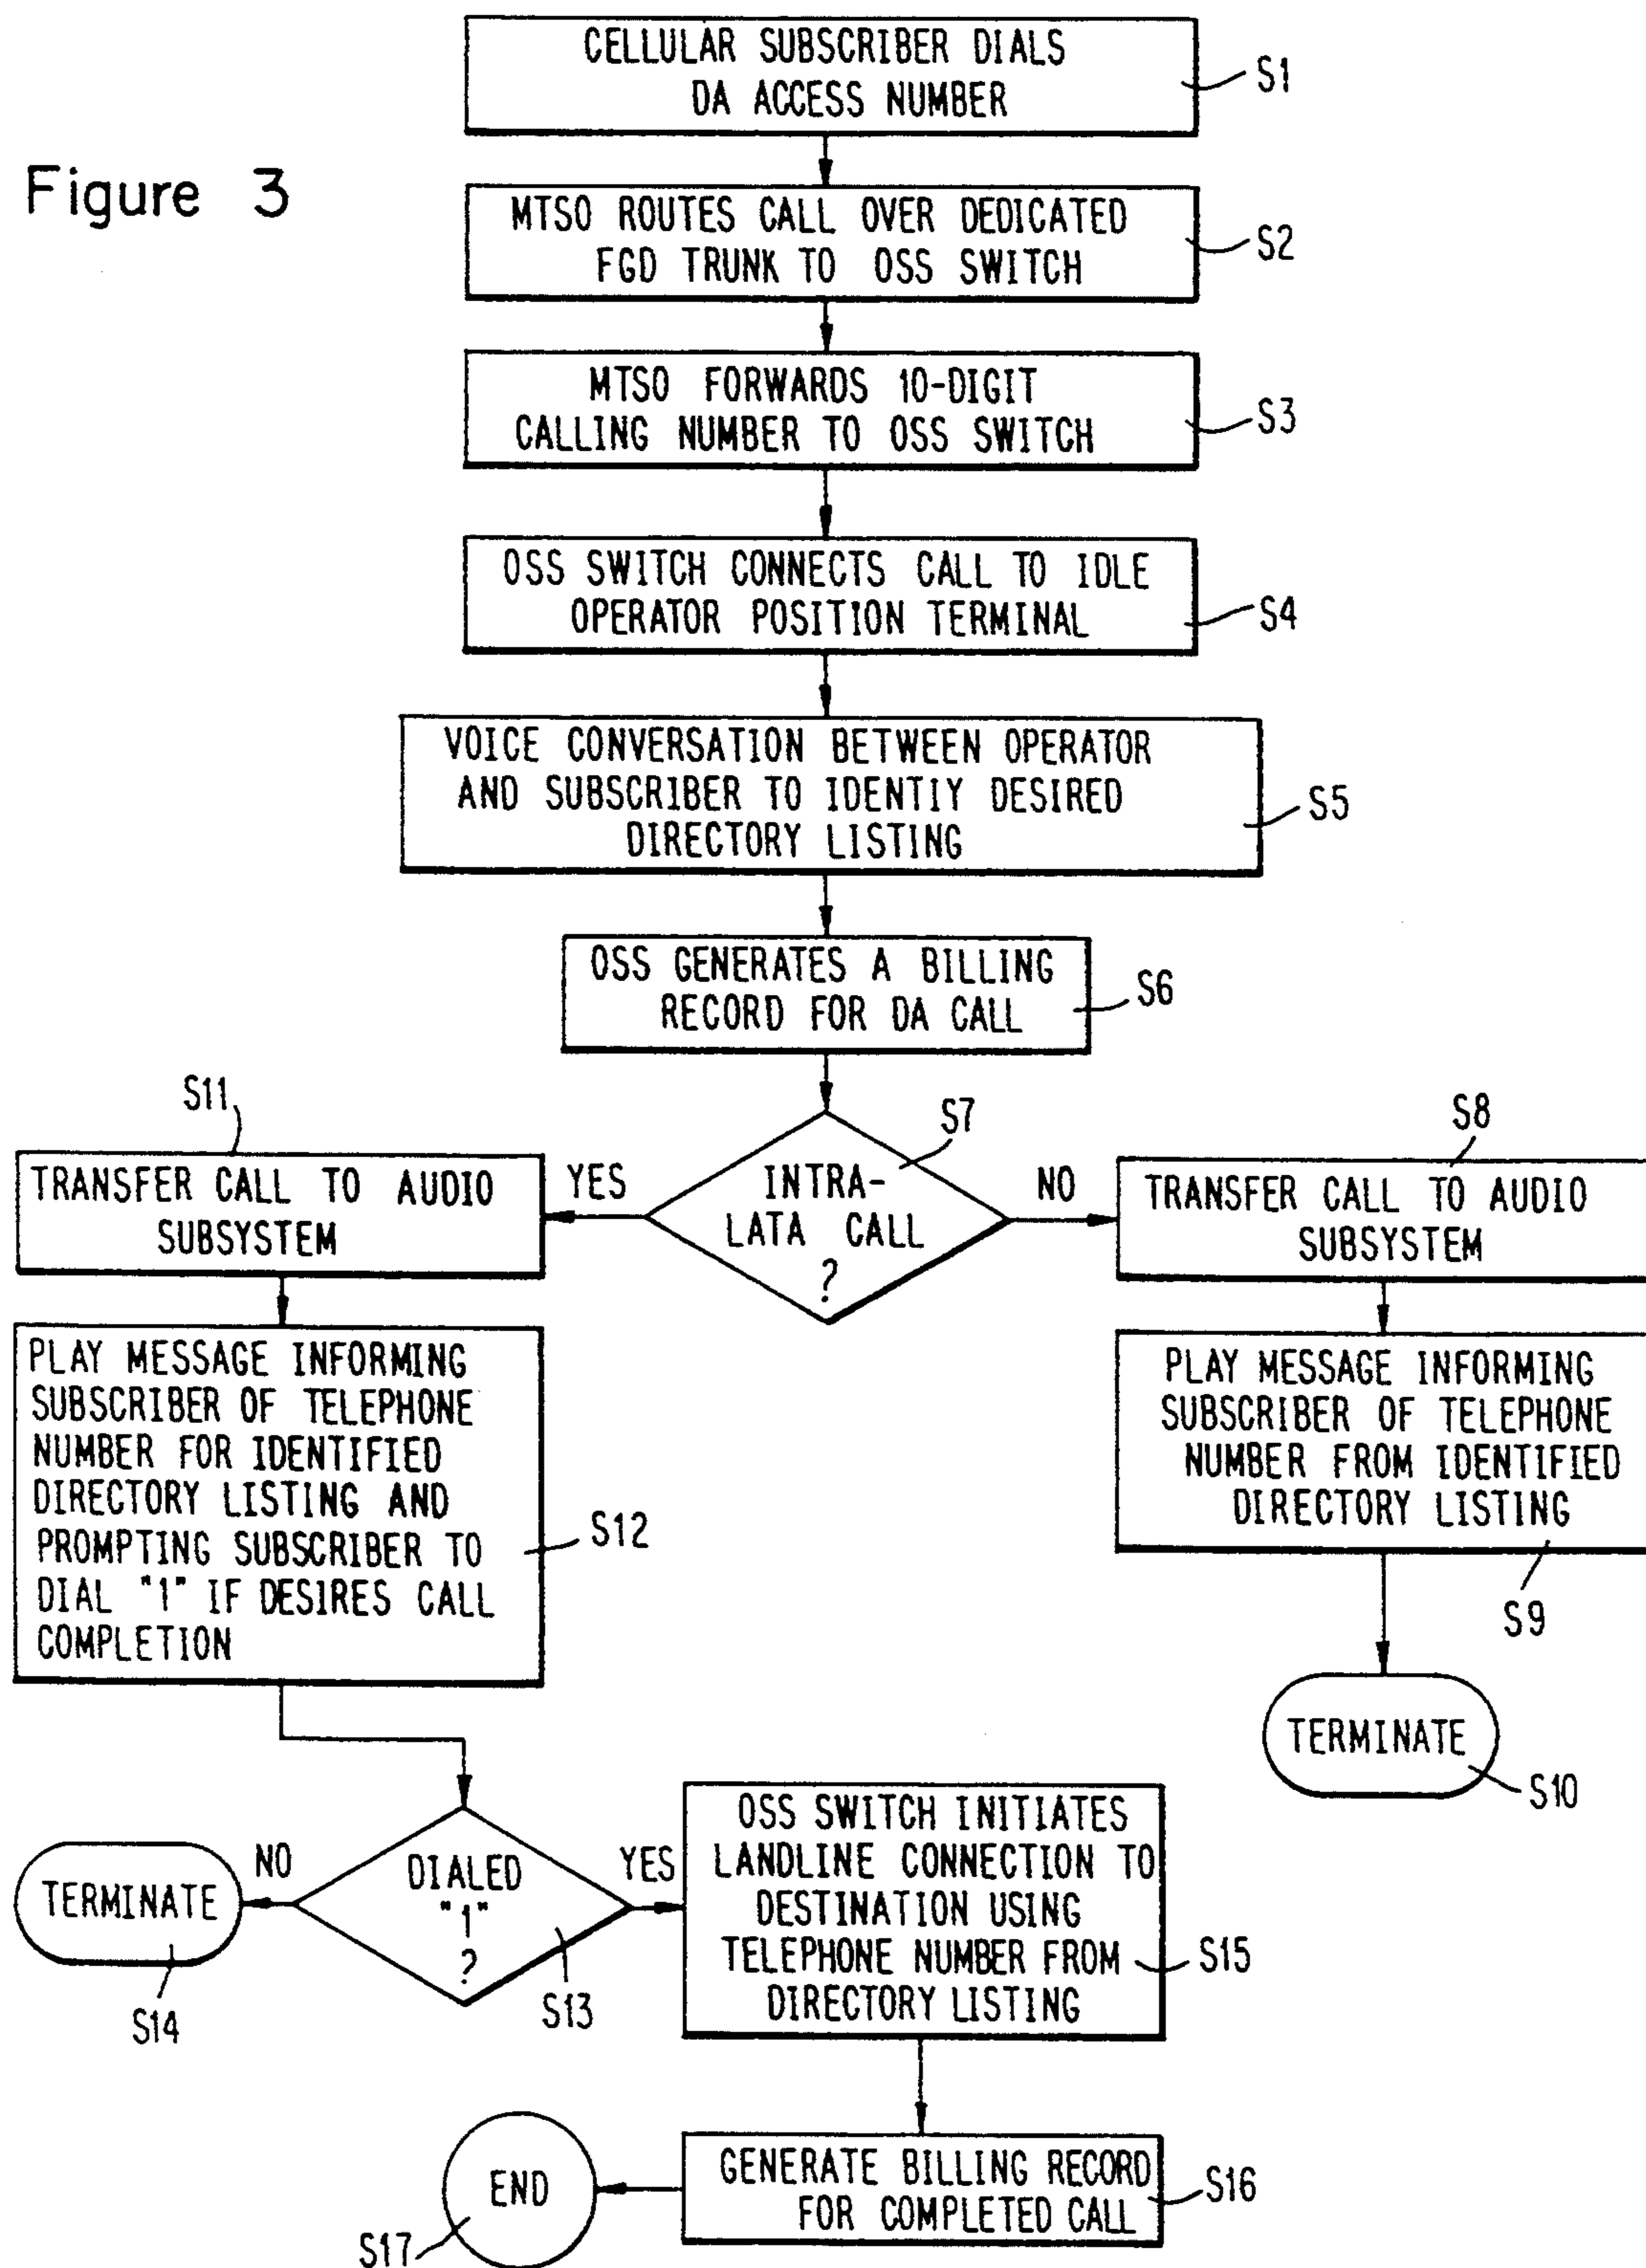 Figure 3
CELLULAR SUBSCRIBER DIALS
DA ACCESS NUMBER
S1
MTSO ROUTES CALL OVER DEDICATED
FGD TRUNK TO OSS SWITCH
S2
MTSO FORWARDS 10-DIGIT
CALLING NUMBER TO OSS SWITCH
S3
OSS SWITCH CONNECTS CALL TO IDLE
OPERATOR POSITION TERMINAL
S4
VOICE CONVERSATION BETWEEN OPERATOR
AND SUBSCRIBER TO IDENTIY DESIRED
DIRECTORY LISTING
S5
OSS GENERATES A BILLING
RECORD FOR DA CALL
S6
S7
INTRA-
LATA CALL
?
YES
NO
S11
TRANSFER CALL TO AUDIO
SUBSYSTEM
S8
TRANSFER CALL TO AUDIO
SUBSYSTEM
PLAY MESSAGE INFORMING
SUBSCRIBER OF TELEPHONE
NUMBER FOR IDENTIFIED
DIRECTORY LISTING AND
PROMPTING SUBSCRIBER TO
DIAL "1" IF DESIRES CALL
COMPLETION
S12
PLAY MESSAGE INFORMING
SUBSCRIBER OF TELEPHONE
NUMBER FROM IDENTIFIED
DIRECTORY LISTING
S9
TERMINATE
S10
DIALED
"1"
?
S13
NO
YES
TERMINATE
S14
OSS SWITCH INITIATES
LANDLINE CONNECTION TO
DESTINATION USING
TELEPHONE NUMBER FROM
DIRECTORY LISTING
S15
GENERATE BILLING RECORD
FOR COMPLETED CALL
S16
END
S17